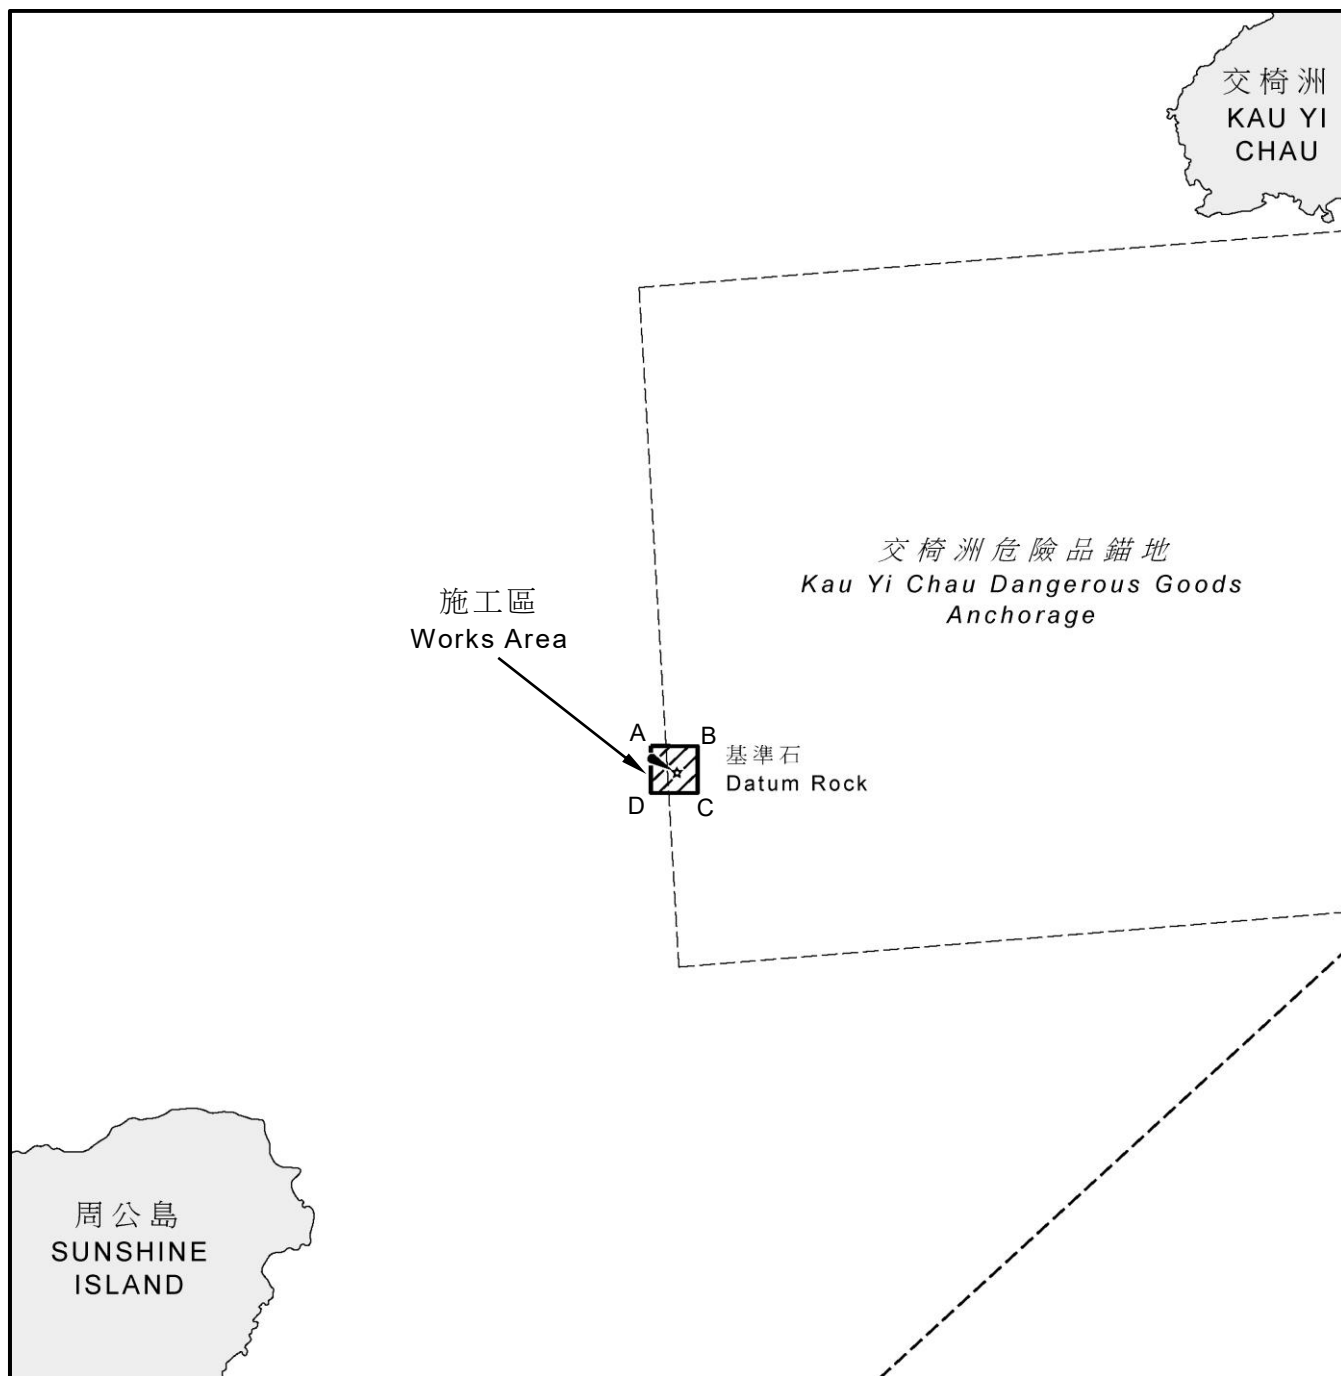 交椅洲
KAU YI
CHAU
交椅洲危險品錨地
Kau Yi Chau Dangerous Goods
Anchorage
施工區
Works Area
A
B
基準石
Datum Rock
D
C
周公島
SUNSHINE
ISLAND